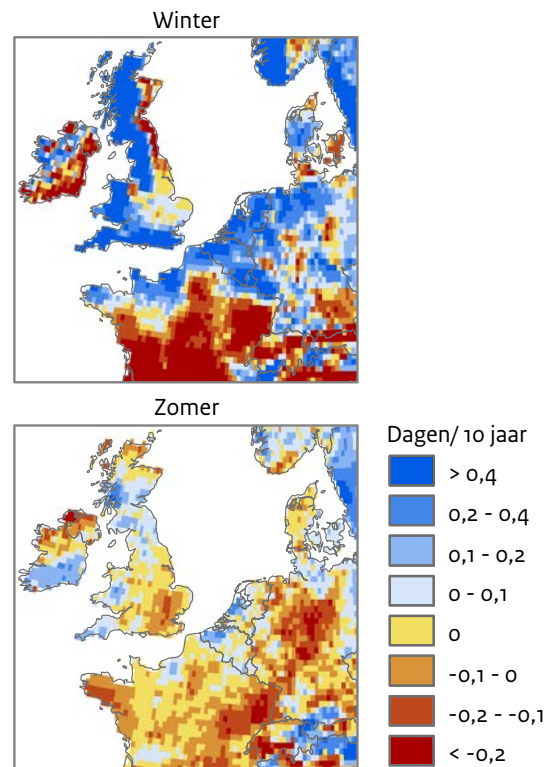 Winter
Zomer
Dagen/ 10 jaar
> 0,4
0,2 - 0,4
0,1 - 0,2
0 - 0,1
0
-0,1 - 0
-0,2 - -0,1
< -0,2